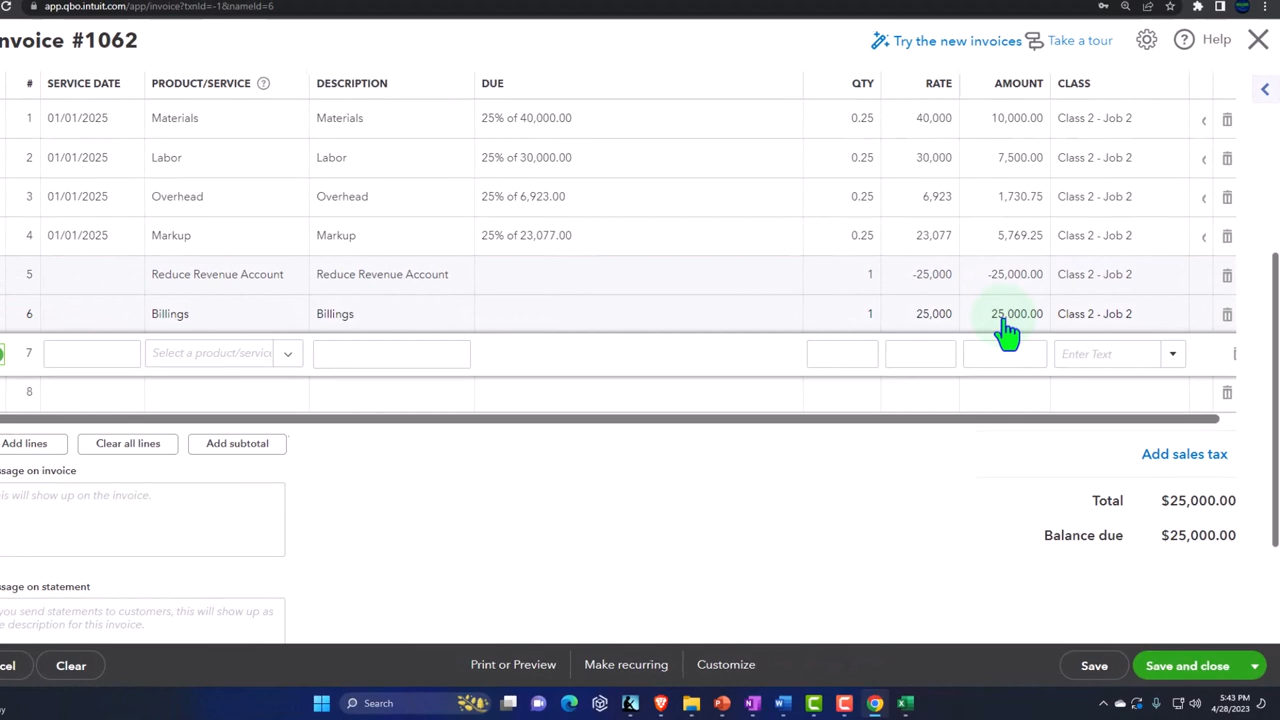 app.qbo.intuit.com/app/invoice?txnId=-1&nameId=6
nvoice #1062
Try the new invoices Take a tour Help
# SERVICE DATE PRODUCT/SERVICE DESCRIPTION DUE QTY RATE AMOUNT CLASS
1 01/01/2025 Materials Materials 25% of 40,000.00 0.25 40,000 10,000.00 Class 2 - Job 2
2 01/01/2025 Labor Labor 25% of 30,000.00 0.25 30,000 7,500.00 Class 2 - Job 2
3 01/01/2025 Overhead Overhead 25% of 6,923.00 0.25 6,923 1,730.75 Class 2 - Job 2
4 01/01/2025 Markup Markup 25% of 23,077.00 0.25 23,077 5,769.25 Class 2 - Job 2
5 Reduce Revenue Account Reduce Revenue Account 1 -25,000 -25,000.00 Class 2 - Job 2
6 Billings Billings 1 25,000 25,000.00 Class 2 - Job 2
7 Select a product/service Enter Text
8
Add lines Clear all lines Add subtotal
Add sales tax
ssage on invoice
is will show up on the invoice.
Total $25,000.00
Balance due $25,000.00
ssage on statement
you send statements to customers, this will show up as
e description for this invoice.
cel Clear Print or Preview Make recurring Customize Save Save and close
Search
5:43 PM
4/28/2023